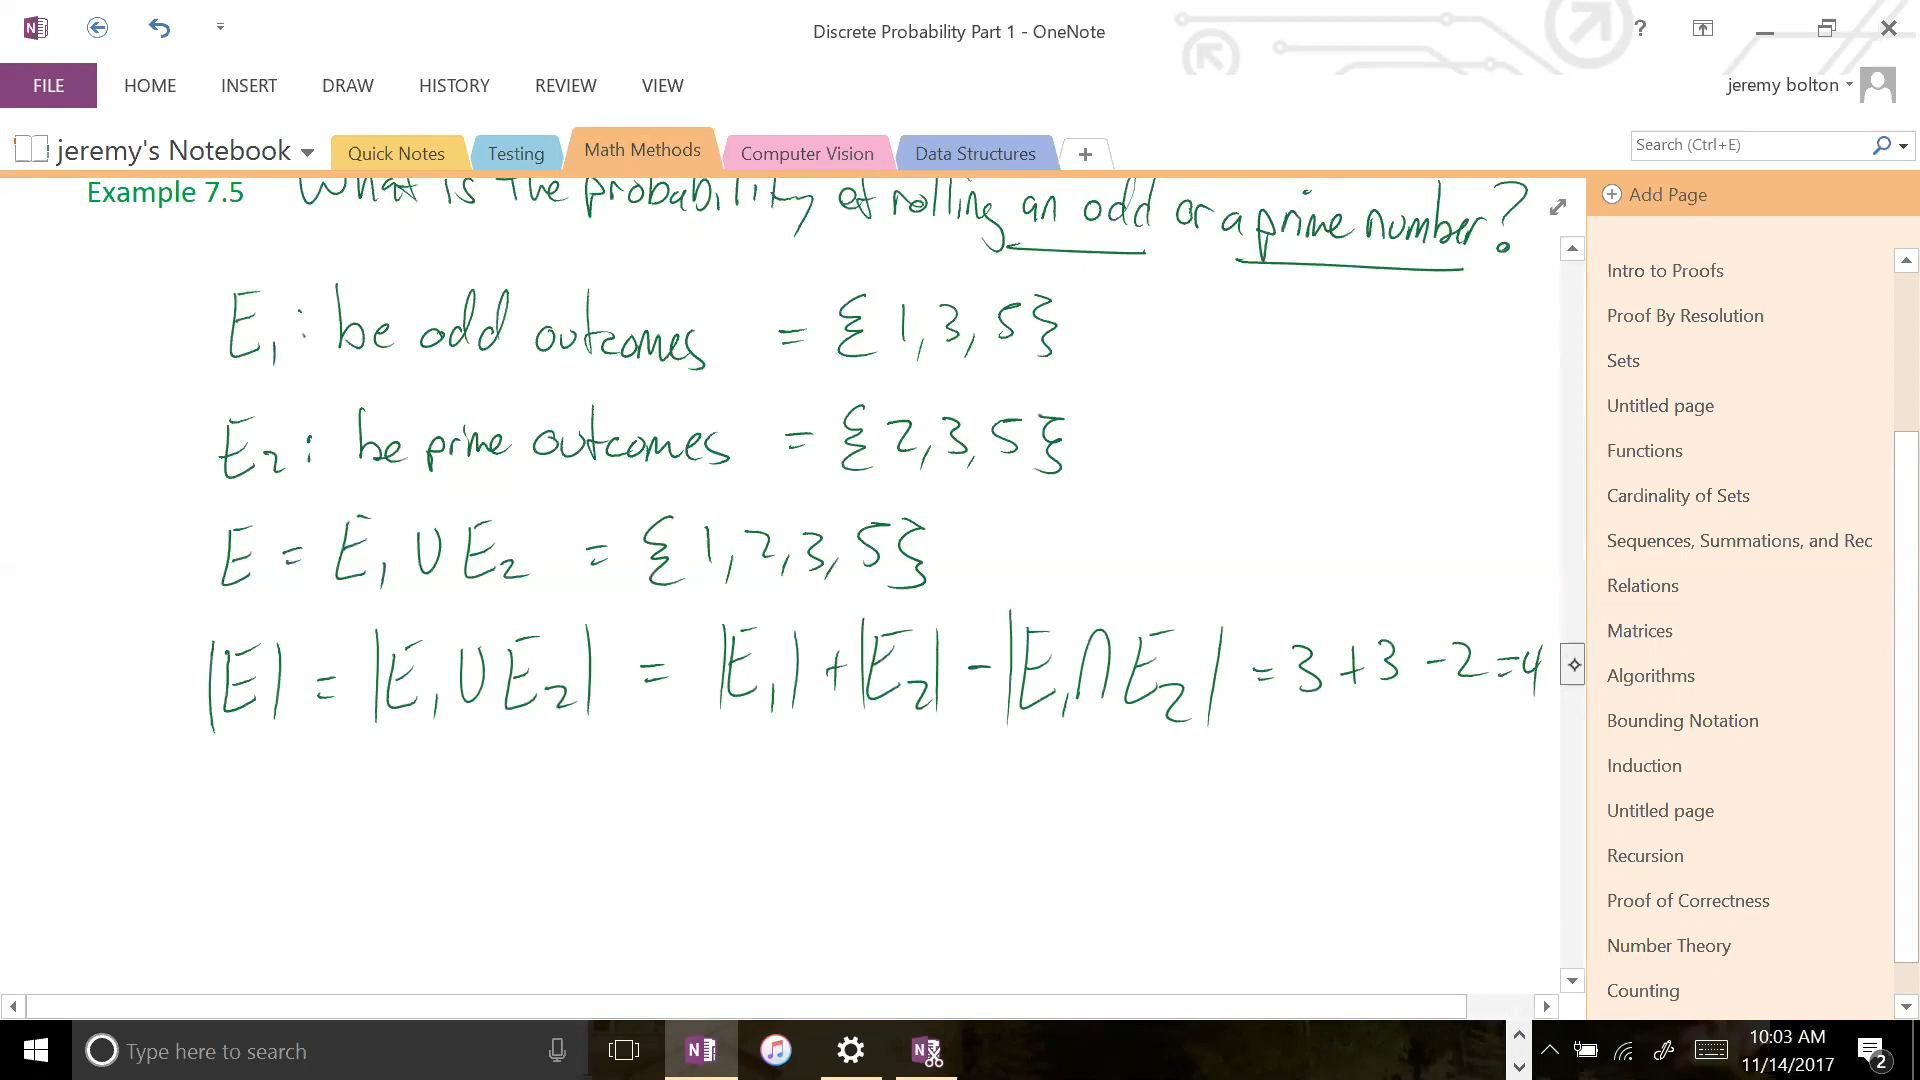 Discrete Probability Part 1 - OneNote
?
FILE HOME INSERT DRAW HISTORY REVIEW VIEW
jeremy bolton
jeremy's Notebook
Quick Notes
Testing
Math Methods
Computer Vision
Data Structures
+
Search (Ctrl+E)
Example 7.5 What is the probability of rolling an odd or a prime number?
E₁ : be odd outcomes = {1,3,5}
E₂ : be prime outcomes = {2,3,5}
E = E₁ ∪ E₂ = {1,2,3,5}
|E| = |E₁ ∪ E₂| = |E₁| + |E₂| - |E₁ ∩ E₂| = 3 + 3 - 2 = 4
Add Page
Intro to Proofs
Proof By Resolution
Sets
Untitled page
Functions
Cardinality of Sets
Sequences, Summations, and Rec
Relations
Matrices
Algorithms
Bounding Notation
Induction
Untitled page
Recursion
Proof of Correctness
Number Theory
Counting
Type here to search
10:03 AM
11/14/2017
2